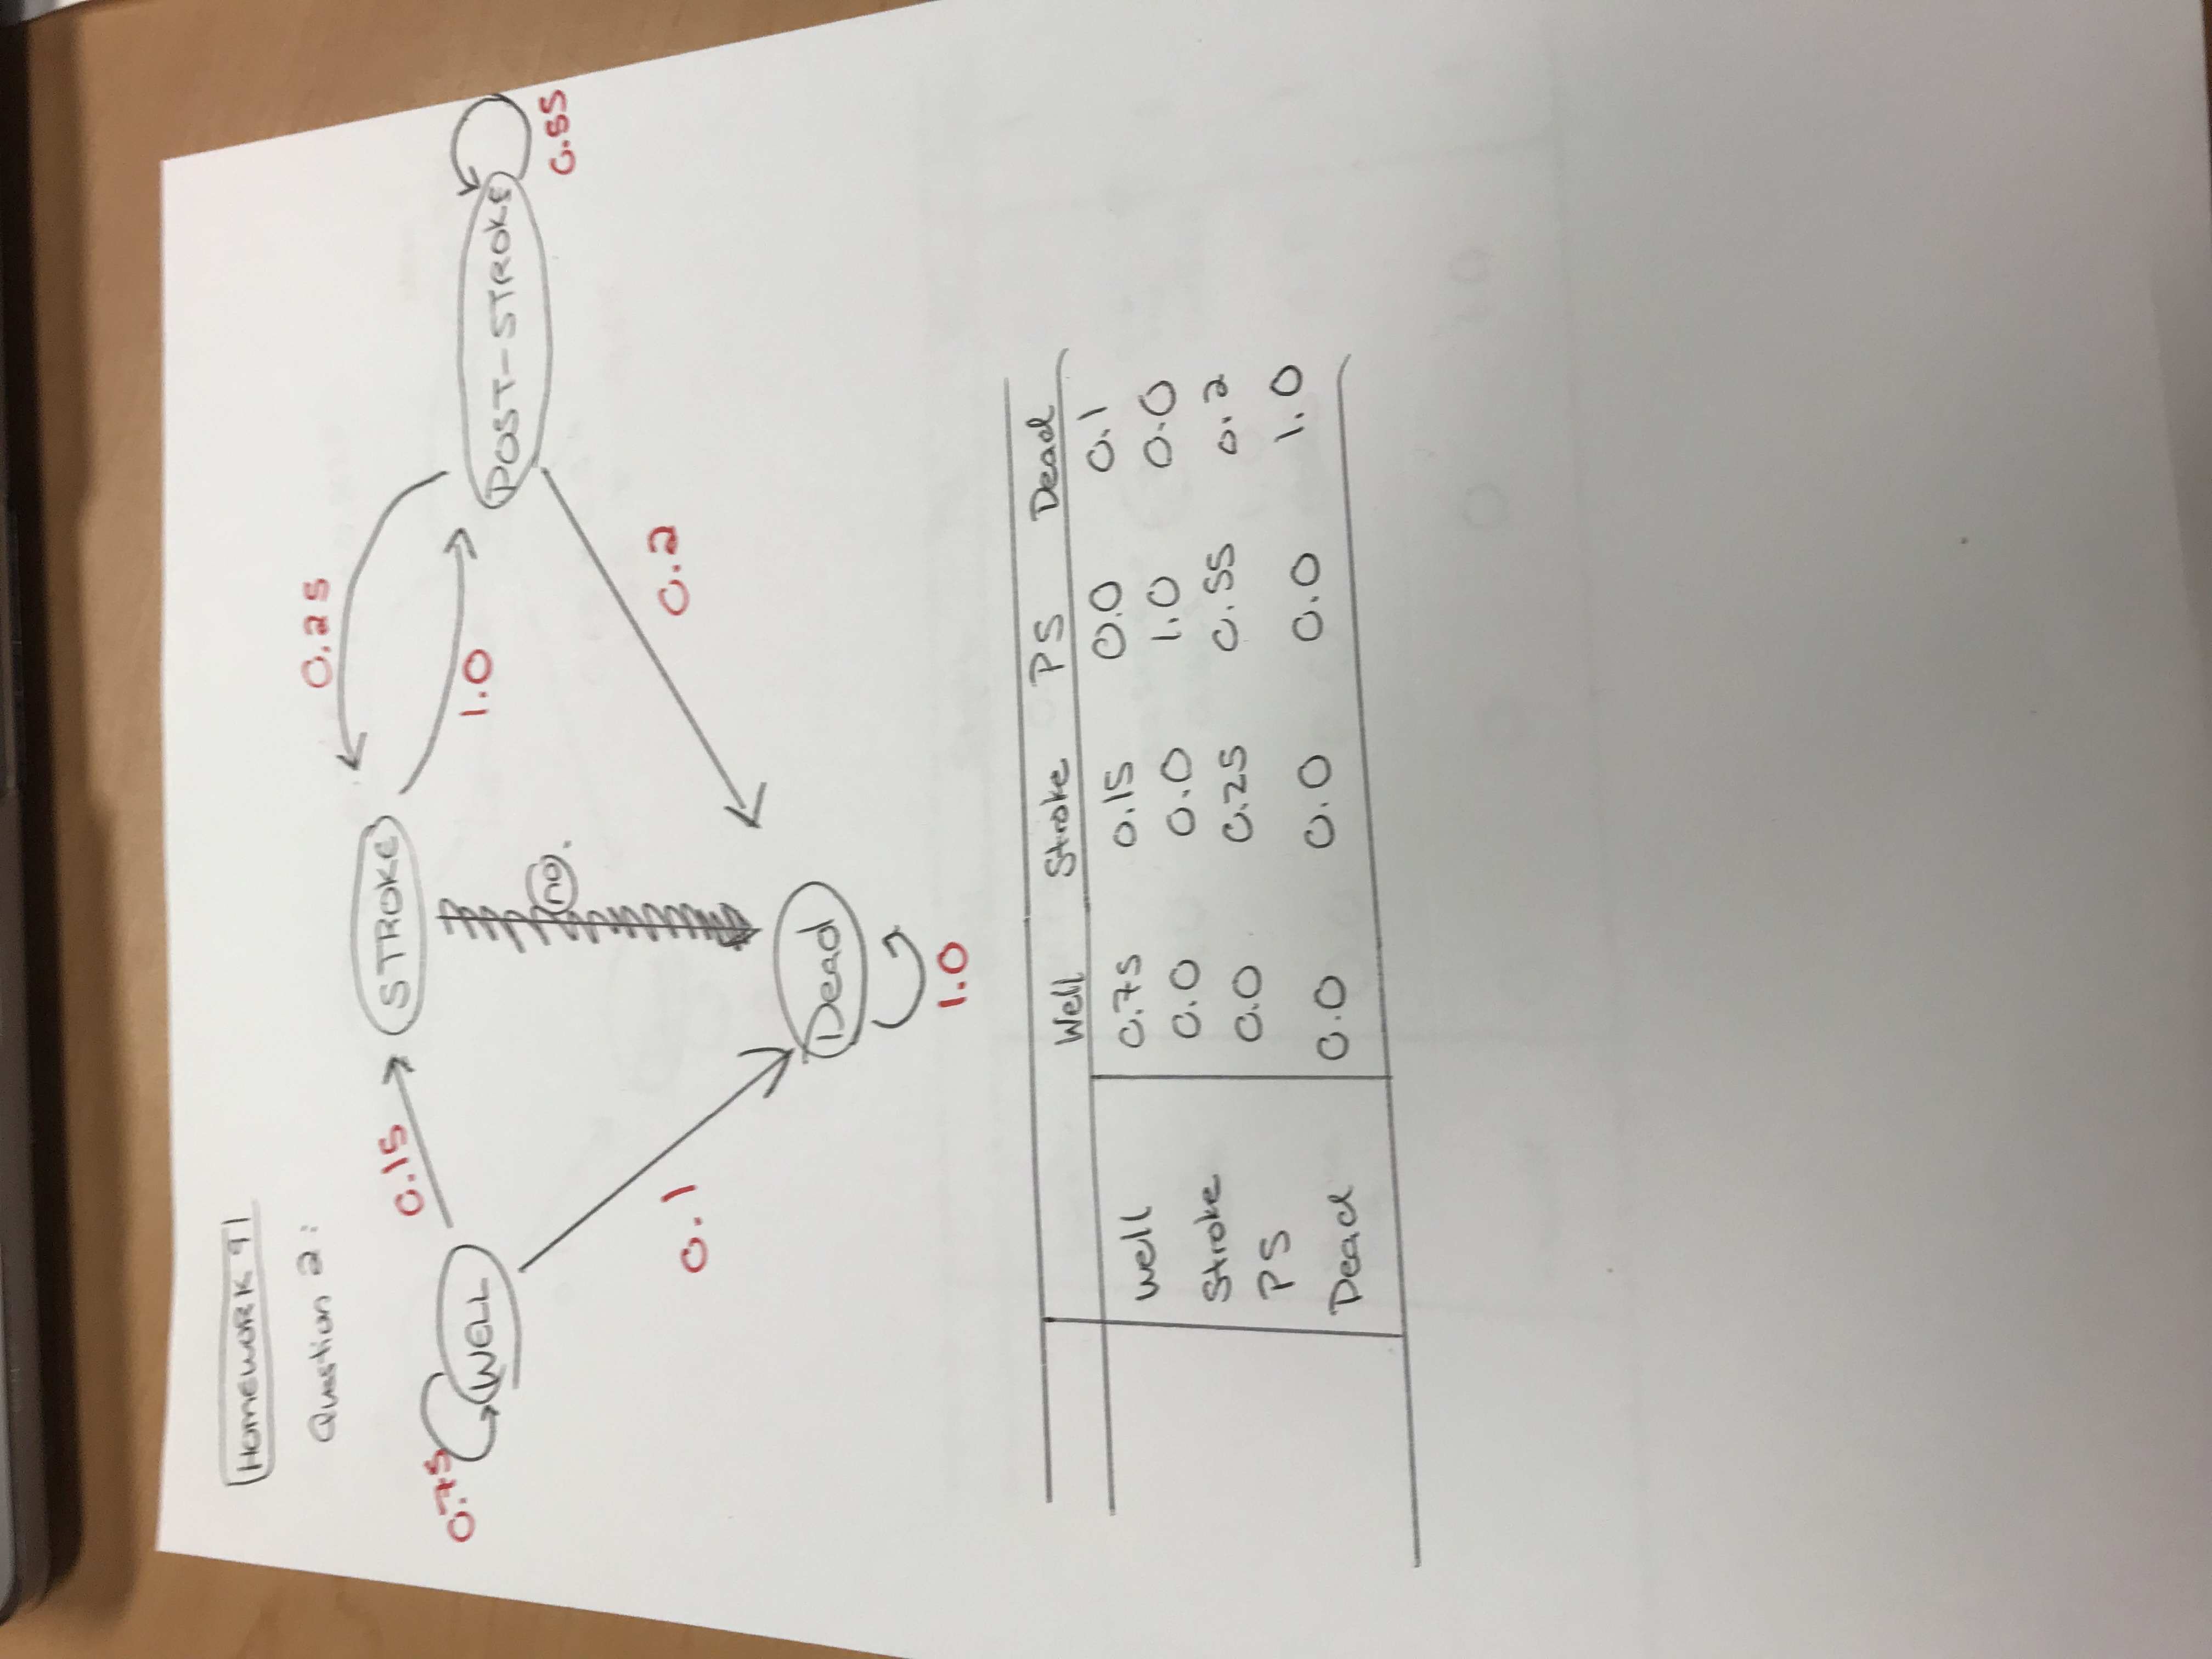 HOMEWORK 9
Question 2:
0.25
0.15
STROKE
0.75
WELL
1.0
POST-STROKE
no
0.55
0.1
0.2
Dead
1.0
Well Stroke PS Dead
well 0.75 0.15 0.0 0.1
Stroke 0.0 0.0 1.0 0.0
PS 0.0 0.25 0.55 0.2
Dead 0.0 0.0 0.0 1.0